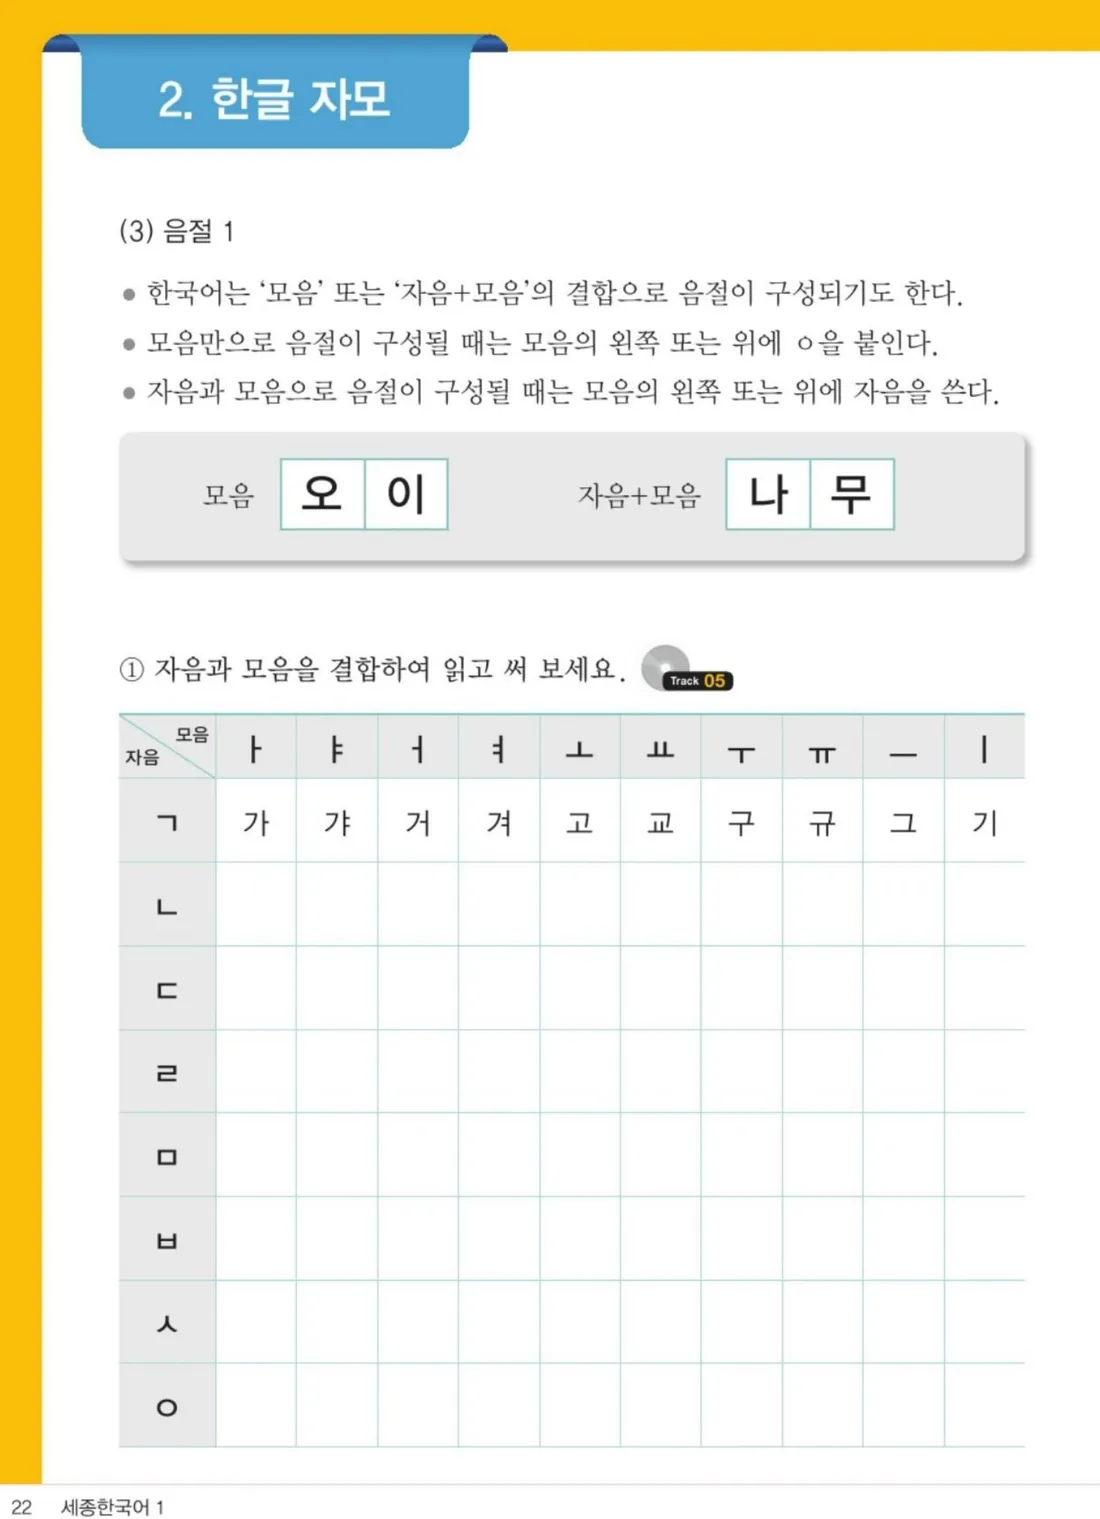 2. 한글 자모
(3) 음절 1
● 한국어는 ‘모음’ 또는 ‘자음+모음’의 결합으로 음절이 구성되기도 한다.
● 모음만으로 음절이 구성될 때는 모음의 왼쪽 또는 위에 ㅇ을 붙인다.
● 자음과 모음으로 음절이 구성될 때는 모음의 왼쪽 또는 위에 자음을 쓴다.
모음 오 이 자음+모음 나 무
① 자음과 모음을 결합하여 읽고 써 보세요. Track 05
자음 모음 ㅏ ㅑ ㅓ ㅕ ㅗ ㅛ ㅜ ㅠ ㅡ ㅣ
ㄱ 가 갸 거 겨 고 교 구 규 그 기
ㄴ
ㄷ
ㄹ
ㅁ
ㅂ
ㅅ
ㅇ
22 세종한국어 1